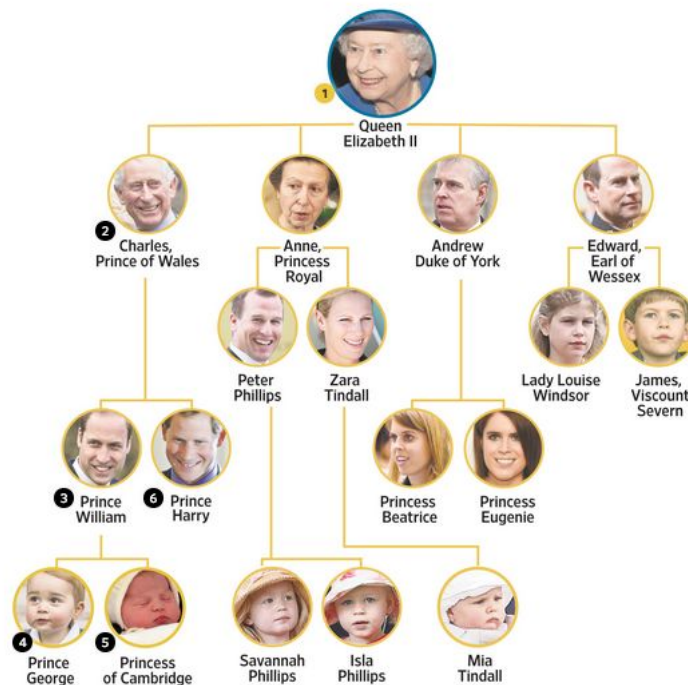 1
Queen
Elizabeth II
2
Charles,
Prince of Wales
Anne,
Princess
Royal
Andrew
Duke of York
Edward,
Earl of
Wessex
Peter
Phillips
Zara
Tindall
Lady Louise
Windsor
James,
Viscount
Severn
3
Prince
William
6
Prince
Harry
Princess
Beatrice
Princess
Eugenie
4
Prince
George
5
Princess
of Cambridge
Savannah
Phillips
Isla
Phillips
Mia
Tindall